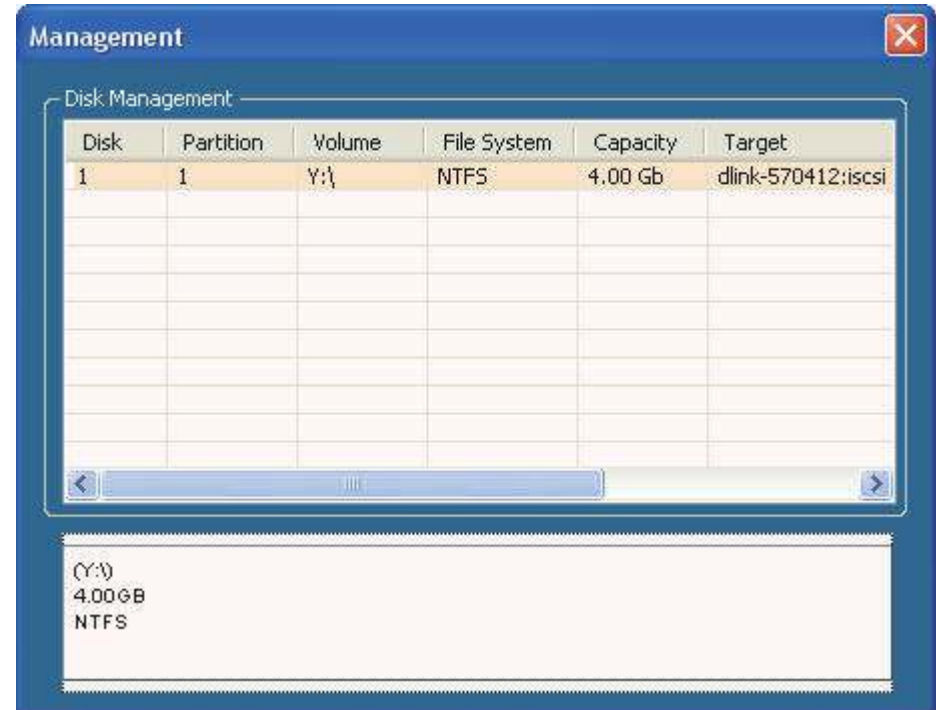 Management
Disk Management
Disk Partition Volume File System Capacity Target
1 1 Y:\ NTFS 4.00 Gb dlink-570412:iscsi
(Y:\)
4.00GB
NTFS